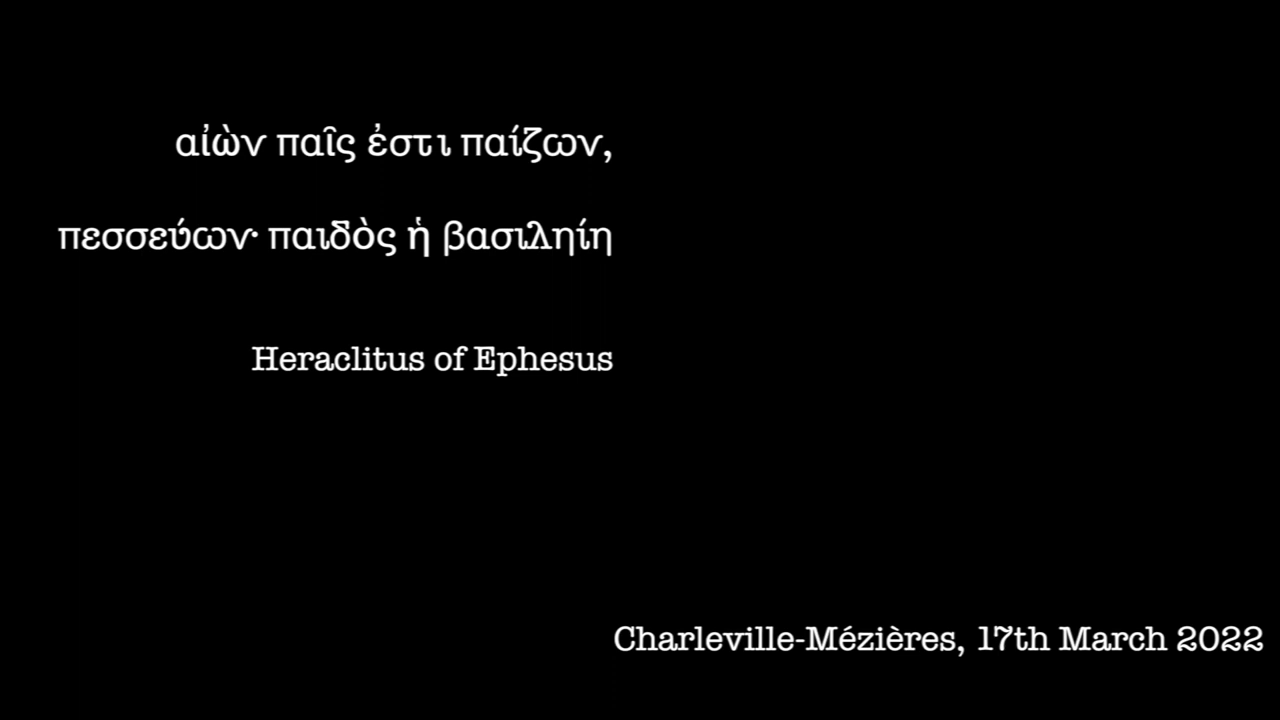 αἰὼν παῖς ἐστι παίζων,
πεσσεύων· παιδὸς ἡ βασιληίη
Heraclitus of Ephesus
Charleville-Mézières, 17th March 2022